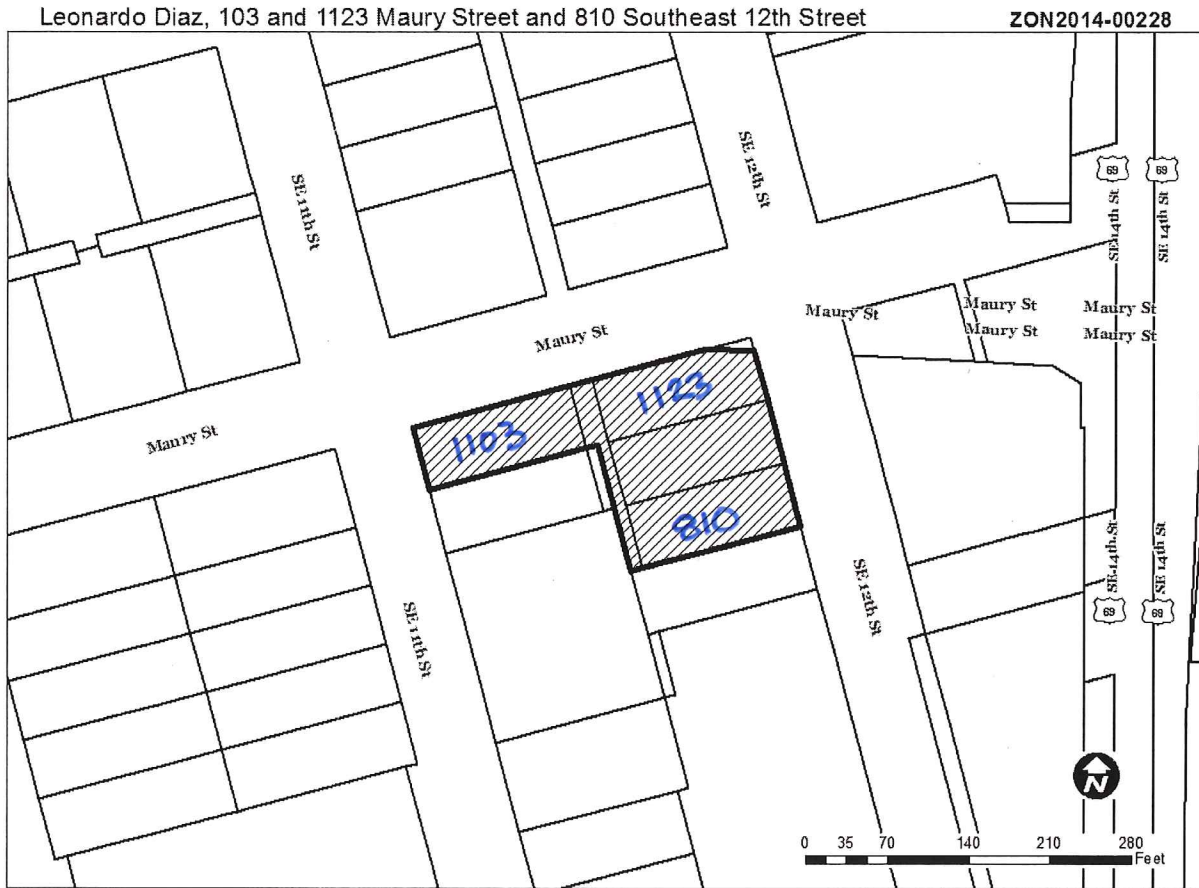 Leonardo Diaz, 103 and 1123 Maury Street and 810 Southeast 12th Street
ZON2014-00228
SE 11th St
SE 12th St
69
69
SE 14th St
SE 14th St
Maury St
Maury St
Maury St
Maury St
Maury St
Maury St
Maury St
1123
1103
810
SE 11th St
SE 12th St
SE 14th St
SE 14th St
69
69
N
0 35 70 140 210 280
Feet